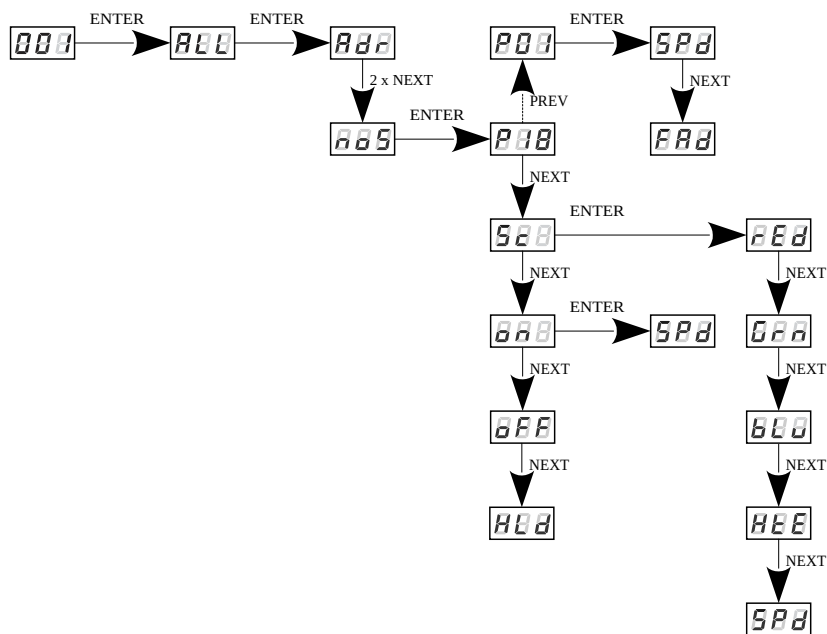 ENTER ENTER ENTER
001 ALL Adr P01 SPd
2 x NEXT NEXT
PREV
ENTER
noS P18 FAd
NEXT
ENTER
Sc rEd
NEXT NEXT
ENTER
on SPd Grn
NEXT NEXT
oFF bLu
NEXT NEXT
HLd HtE
NEXT
SPd